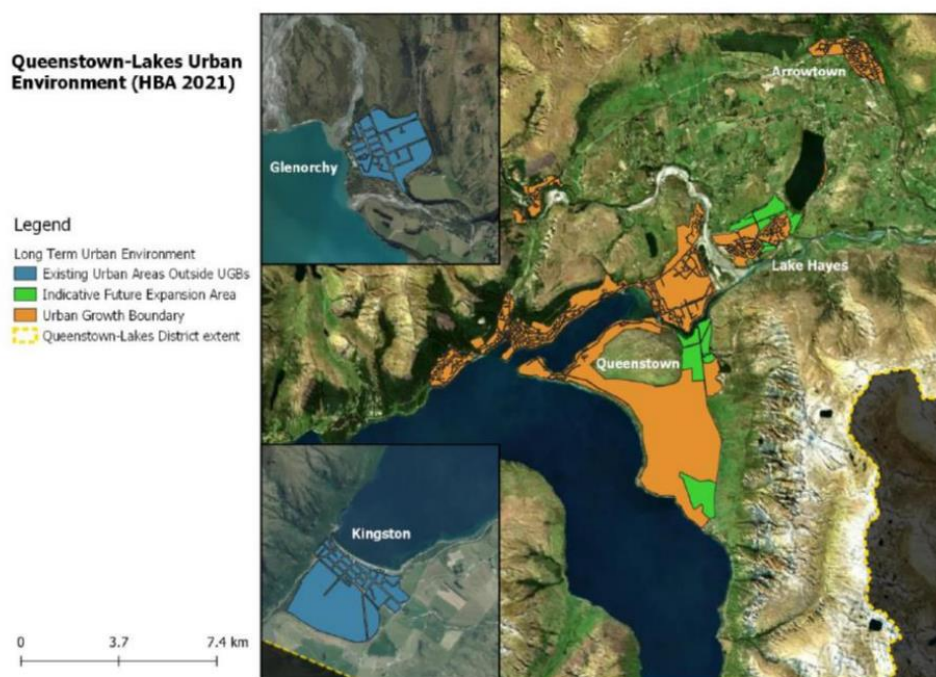 Queenstown-Lakes Urban
Environment (HBA 2021)
Legend
Long Term Urban Environment
Existing Urban Areas Outside UGBs
Indicative Future Expansion Area
Urban Growth Boundary
Queenstown-Lakes District extent
0 3.7 7.4 km
Glenorchy
Arrowtown
Lake Hayes
Queenstown
Kingston